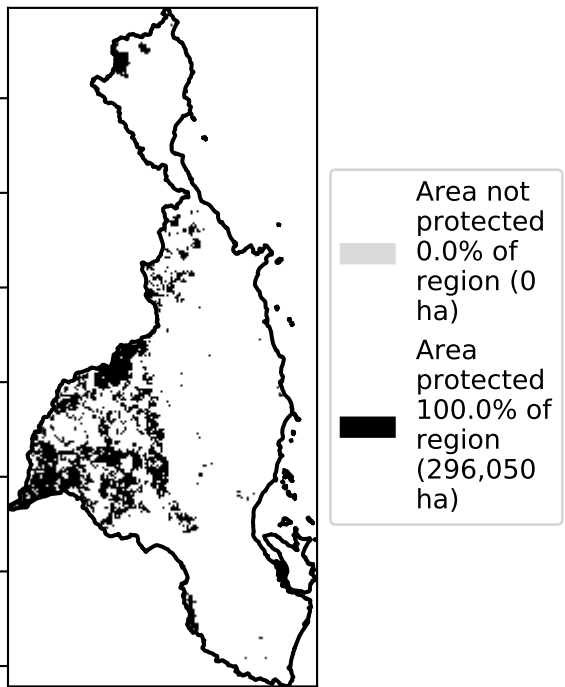 Area not
protected
0.0% of
region (0
ha)
Area
protected
100.0% of
region
(296,050
ha)